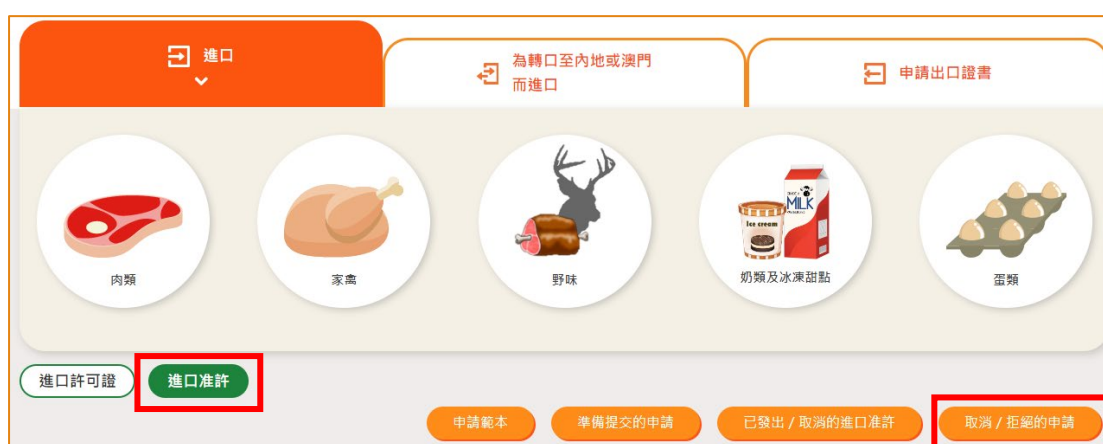 進口
為轉口至內地或澳門
而進口
申請出口證書
MILK
Ice cream
肉類
家禽
野味
奶類及冰凍甜點
蛋類
進口許可證
進口准許
申請範本
準備提交的申請
已發出 / 取消的進口准許
取消 / 拒絕的申請